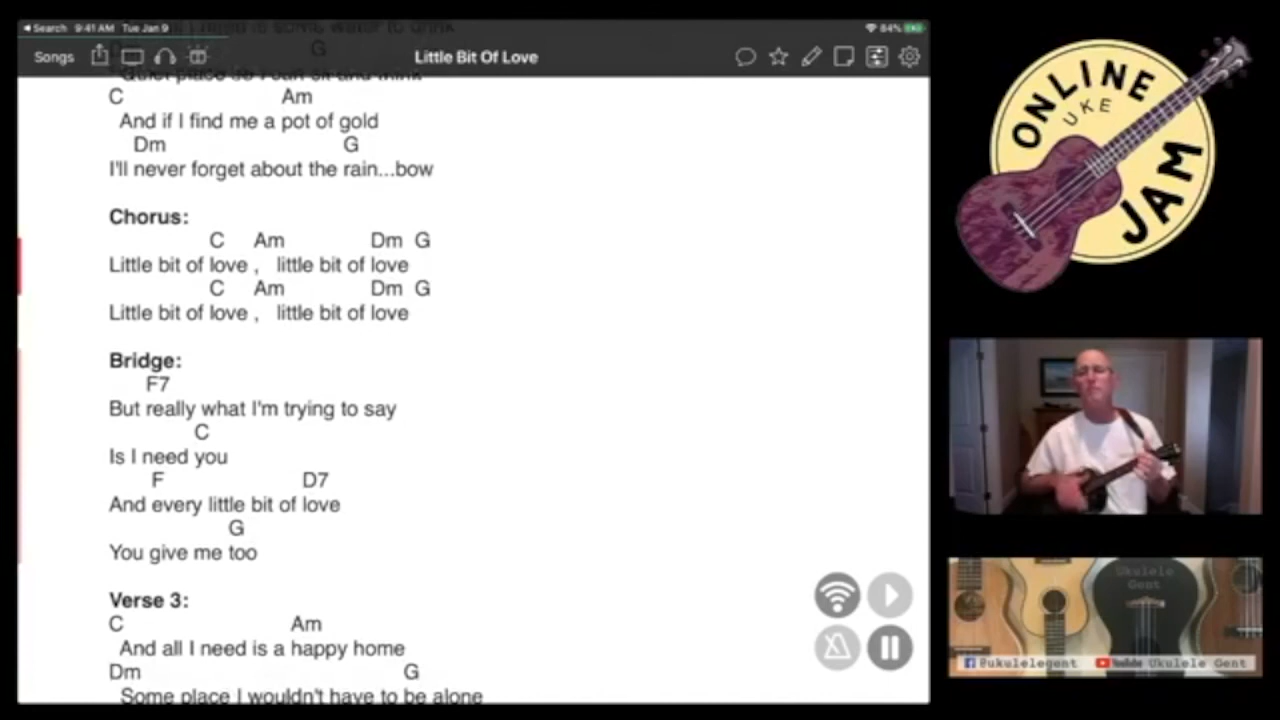 Search 9:41 AM Tue Jan 9
84%
Songs
Little Bit Of Love
G
C Am
And if I find me a pot of gold
Dm G
I'll never forget about the rain...bow
Chorus:
C Am Dm G
Little bit of love , little bit of love
C Am Dm G
Little bit of love , little bit of love
Bridge:
F7
But really what I'm trying to say
C
Is I need you
F D7
And every little bit of love
G
You give me too
Verse 3:
C Am
And all I need is a happy home
Dm G
Some place I wouldn't have to be alone
ONLINE
UKE
JAM
Ukulele
Gent
@ukulelegent YouTube Ukulele Gent